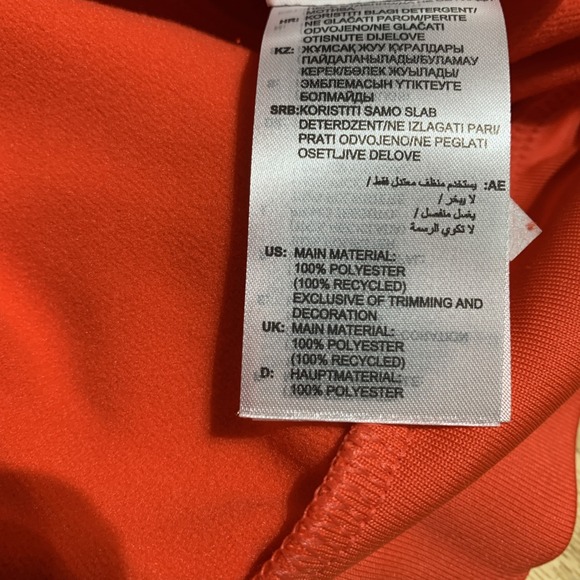 HR: KORISTITI BLAGI DETERGENT/
NE GLAČATI PAROM/PERITE
ODVOJENO/NE GLAČATI
OTISNUTE DIJELOVE
KZ: ЖҰМСАҚ ЖУУ ҚҰРАЛДАРЫ
ПАЙДАЛАНЫЛАДЫ/БУЛАМАУ
КЕРЕК/БӨЛЕК ЖУЫЛАДЫ/
ЭМБЛЕМАСЫН ҮТІКТЕУГЕ
БОЛМАЙДЫ
SRB:KORISTITI SAMO SLAB
DETERDZENT/NE IZLAGATI PARI/
PRATI ODVOJENO/NE PEGLATI
OSETLJIVE DELOVE
AE: يستخدم منظف معتدل فقط/
لا يبخر/
يغسل منفصل/
لا تكوي الرسمة
US: MAIN MATERIAL:
100% POLYESTER
(100% RECYCLED)
EXCLUSIVE OF TRIMMING AND
DECORATION
UK: MAIN MATERIAL:
100% POLYESTER
(100% RECYCLED)
D: HAUPTMATERIAL:
100% POLYESTER